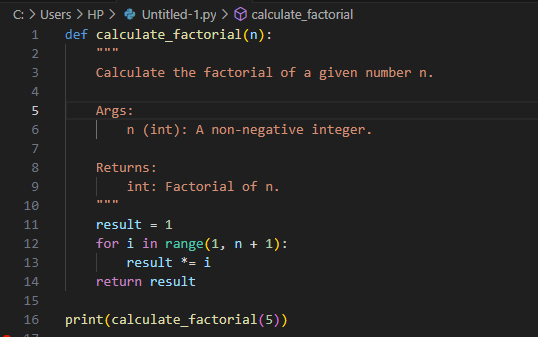 C: > Users > HP > Untitled-1.py > calculate_factorial
1 def calculate_factorial(n):
2 """
3 Calculate the factorial of a given number n.
4
5 Args:
6 n (int): A non-negative integer.
7
8 Returns:
9 int: Factorial of n.
10 """
11 result = 1
12 for i in range(1, n + 1):
13 result *= i
14 return result
15
16 print(calculate_factorial(5))
17